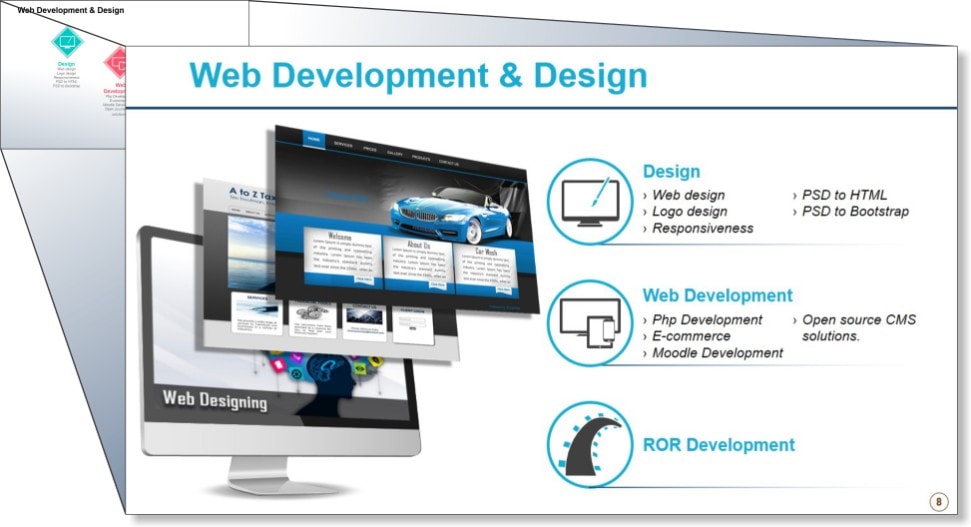 Web Development & Design
Design
Web design
Logo design
Responsiveness
PSD to HTML
PSD to Bootstrap
Web Development & Design
HOME
SERVICES
PRICES
GALLERY
PRODUCTS
CONTACT US
Welcome
About Us
Car Wash
A to Z Tax
Web Designing
Design
› Web design
› Logo design
› Responsiveness
› PSD to HTML
› PSD to Bootstrap
Web Development
› Php Development
› E-commerce
› Moodle Development
› Open source CMS
solutions.
ROR Development
8